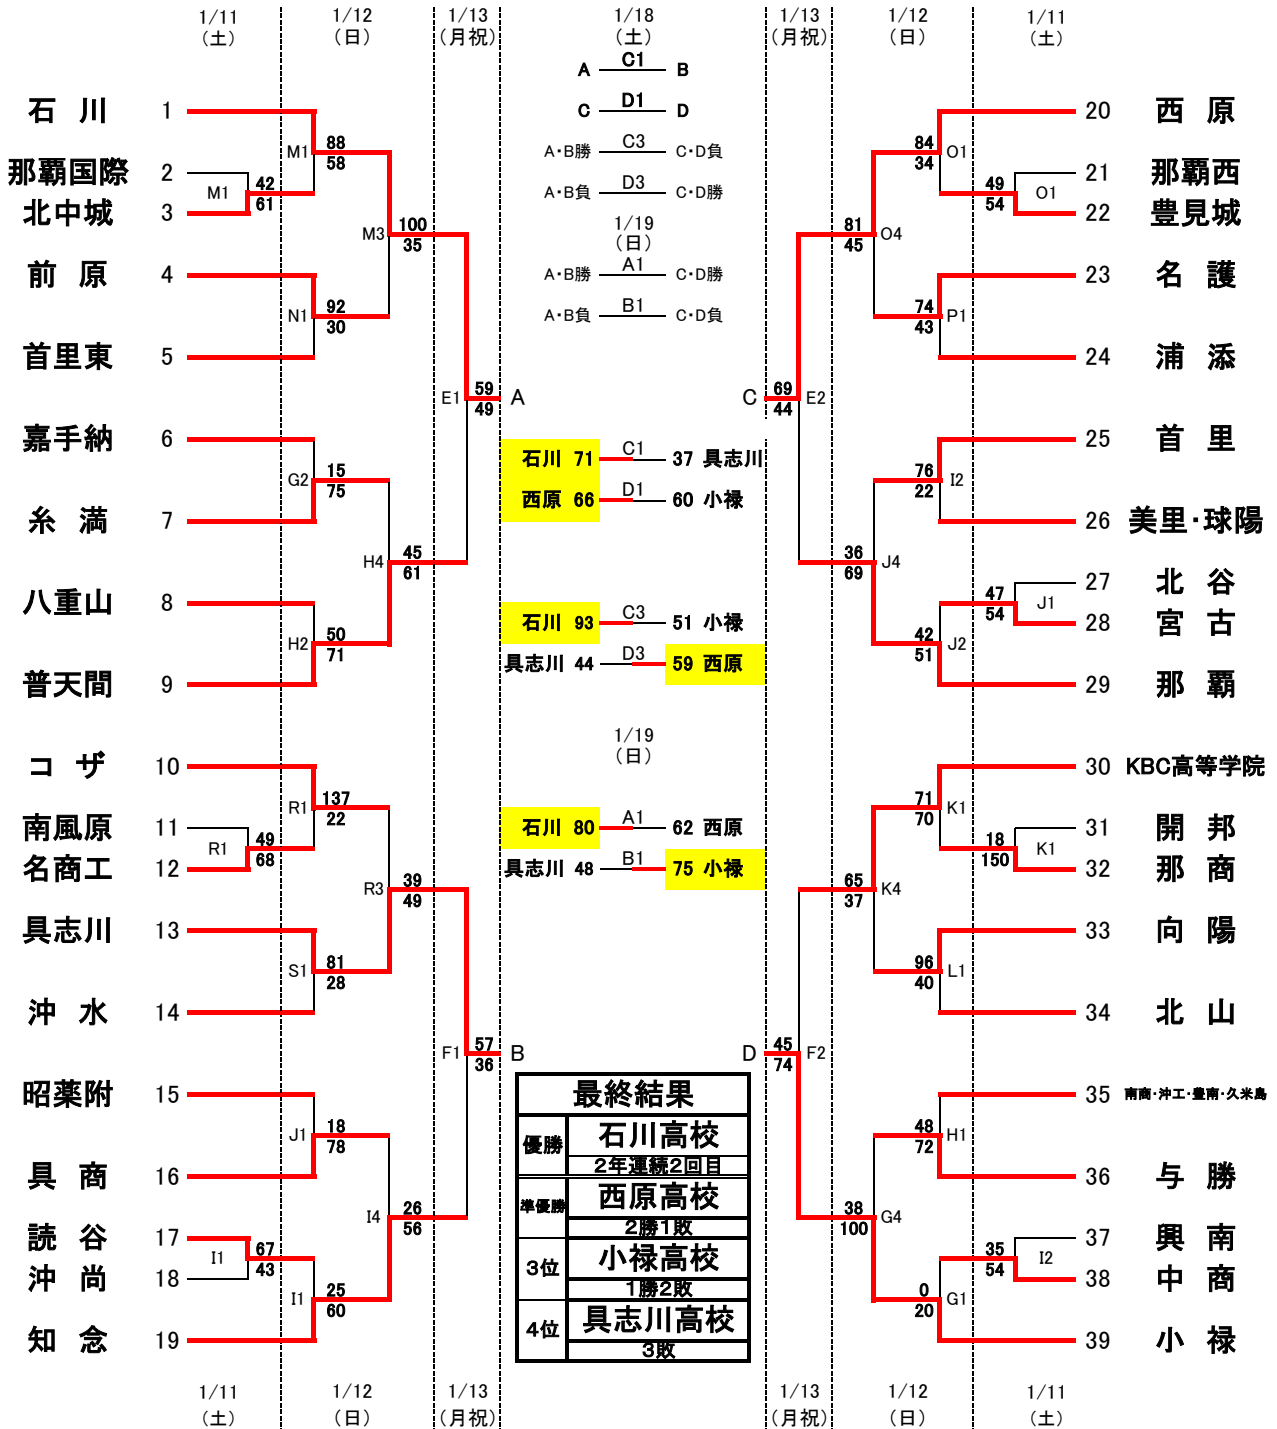 1/11 1/12 1/13 1/18 1/13 1/12 1/11
(土) (日) (月祝) (土) (月祝) (日) (土)
A C1 B
C D1 D
A・B勝 C3 C・D負
A・B負 D3 C・D勝
1/19
(日)
A・B勝 A1 C・D勝
A・B負 B1 C・D負
石 川 1
那覇国際 2
北中城 3
前 原 4
首里東 5
嘉手納 6
糸 満 7
八重山 8
普天間 9
コ ザ 10
南風原 11
名商工 12
具志川 13
沖 水 14
昭薬附 15
具 商 16
読 谷 17
沖 尚 18
知 念 19
M1 42
61
M1 88
58
N1 92
30
M3 100
35
G2 15
75
H2 50
71
H4 45
61
E1 59
49 A
R1 49
68
R1 137
22
S1 81
28
R3 39
49
J1 18
78
I1 67
43
I1 25
60
I4 26
56
F1 57
36 B
石川 71 C1 37 具志川
西原 66 D1 60 小禄
石川 93 C3 51 小禄
具志川 44 D3 59 西原
1/19
(日)
石川 80 A1 62 西原
具志川 48 B1 75 小禄
最終結果
優勝 石川高校
2年連続2回目
準優勝 西原高校
2勝1敗
3位 小禄高校
1勝2敗
4位 具志川高校
3敗
20 西 原
21 那覇西
22 豊見城
23 名 護
24 浦 添
25 首 里
26 美里・球陽
27 北 谷
28 宮 古
29 那 覇
30 KBC高等学院
31 開 邦
32 那 商
33 向 陽
34 北 山
35 南商・沖工・豊南・久米島
36 与 勝
37 興 南
38 中 商
39 小 禄
84
34 O1
49
54 O1
81
45 O4
74
43 P1
C 69
44 E2
76
22 I2
36
69 J4
47
54 J1
42
51 J2
71
70 K1
18
150 K1
65
37 K4
96
40 L1
D 45
74 F2
48
72 H1
38
100 G4
35
54 I2
0
20 G1
1/11 1/12 1/13 1/13 1/12 1/11
(土) (日) (月祝) (月祝) (日) (土)